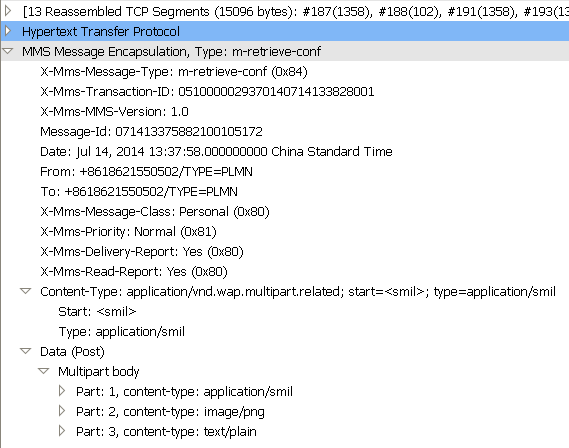 [13 Reassembled TCP Segments (15096 bytes): #187(1358), #188(102), #191(1358), #193(13
Hypertext Transfer Protocol
MMS Message Encapsulation, Type: m-retrieve-conf
X-Mms-Message-Type: m-retrieve-conf (0x84)
X-Mms-Transaction-ID: 0510000029370140714133828001
X-Mms-MMS-Version: 1.0
Message-Id: 071413375882100105172
Date: Jul 14, 2014 13:37:58.000000000 China Standard Time
From: +8618621550502/TYPE=PLMN
To: +8618621550502/TYPE=PLMN
X-Mms-Message-Class: Personal (0x80)
X-Mms-Priority: Normal (0x81)
X-Mms-Delivery-Report: Yes (0x80)
X-Mms-Read-Report: Yes (0x80)
Content-Type: application/vnd.wap.multipart.related; start=<smil>; type=application/smil
Start: <smil>
Type: application/smil
Data (Post)
Multipart body
Part: 1, content-type: application/smil
Part: 2, content-type: image/png
Part: 3, content-type: text/plain